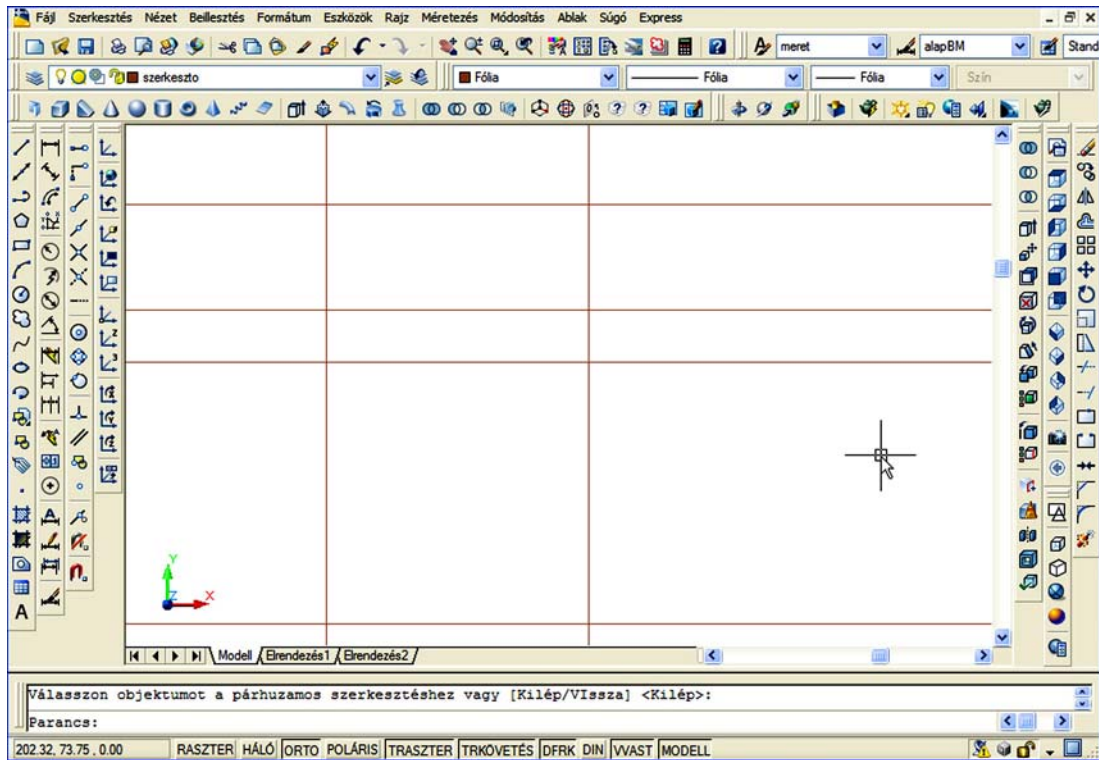 Fájl Szerkesztés Nézet Beillesztés Formátum Eszközök Rajz Méretezés Módosítás Ablak Súgó Express
meret alapBM Stand
szerkeszto Fólia Fólia Fólia Szín
Y
Z X
Modell Elrendezés1 Elrendezés2
Válasszon objektumot a párhuzamos szerkesztéshez vagy [Kilép/VIssza] <Kilép>:
Parancs:
202.32, 73.75 , 0.00 RASZTER HÁLÓ ORTO POLÁRIS TRASZTER TRKÖVETÉS DFRK DIN VVAST MODELL